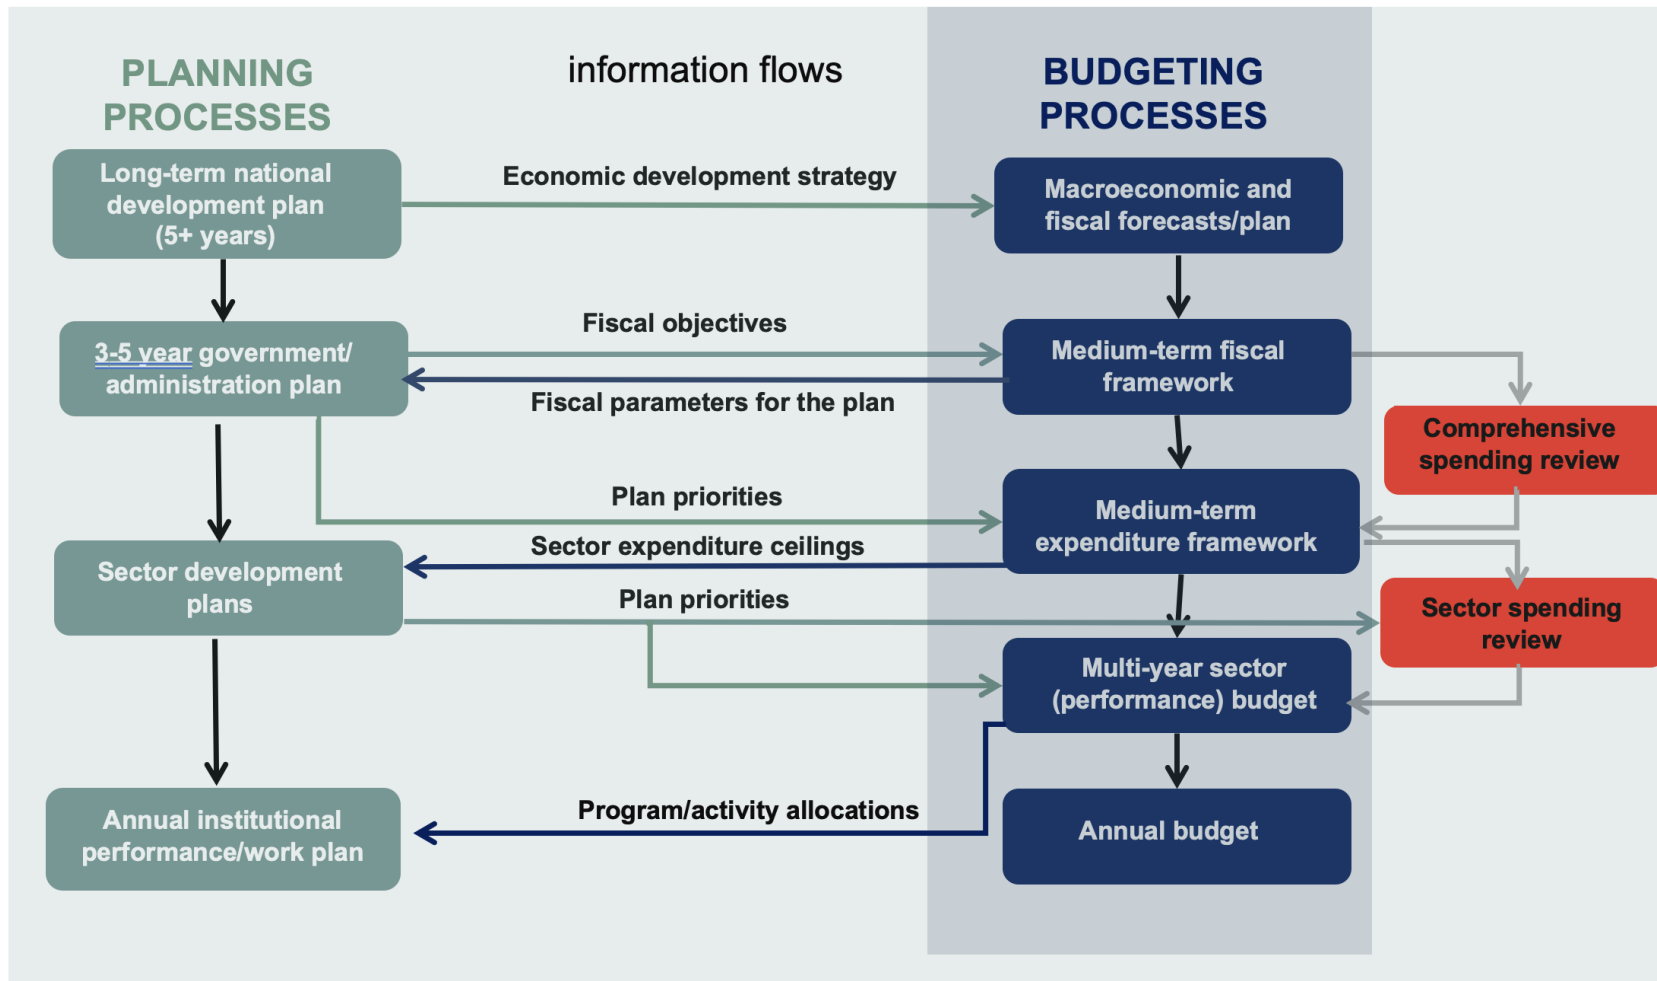 PLANNING
PROCESSES
information flows
BUDGETING
PROCESSES
Long-term national
development plan
(5+ years)
Economic development strategy
Macroeconomic and
fiscal forecasts/plan
3-5 year government/
administration plan
Fiscal objectives
Fiscal parameters for the plan
Medium-term fiscal
framework
Comprehensive
spending review
Plan priorities
Sector expenditure ceilings
Medium-term
expenditure framework
Sector development
plans
Plan priorities
Sector spending
review
Multi-year sector
(performance) budget
Annual institutional
performance/work plan
Program/activity allocations
Annual budget